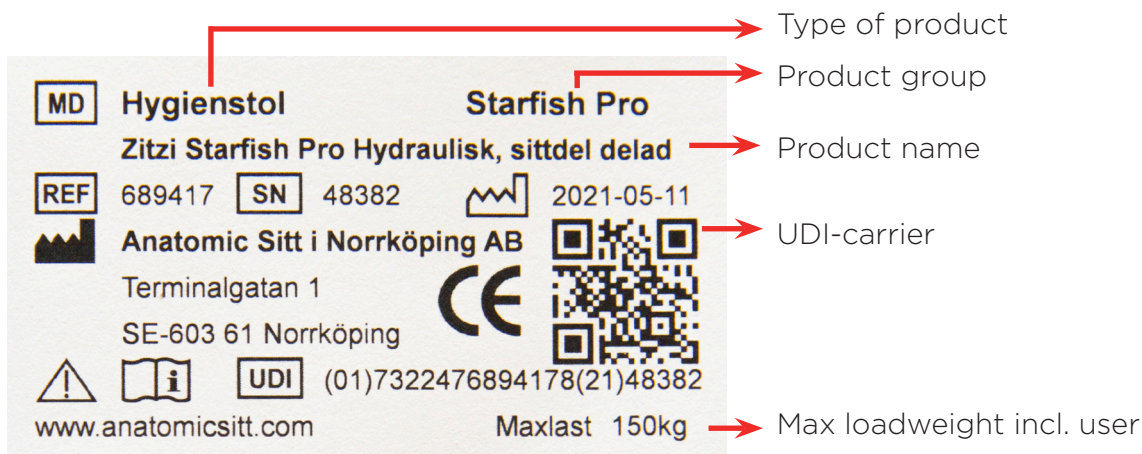 Type of product
Product group
MD Hygienstol Starfish Pro
Zitzi Starfish Pro Hydraulisk, sittdel delad
Product name
REF 689417 SN 48382 2021-05-11
Anatomic Sitt i Norrköping AB
UDI-carrier
Terminalgatan 1
CE
SE-603 61 Norrköping
UDI (01)7322476894178(21)48382
www.anatomicsitt.com Maxlast 150kg
Max loadweight incl. user